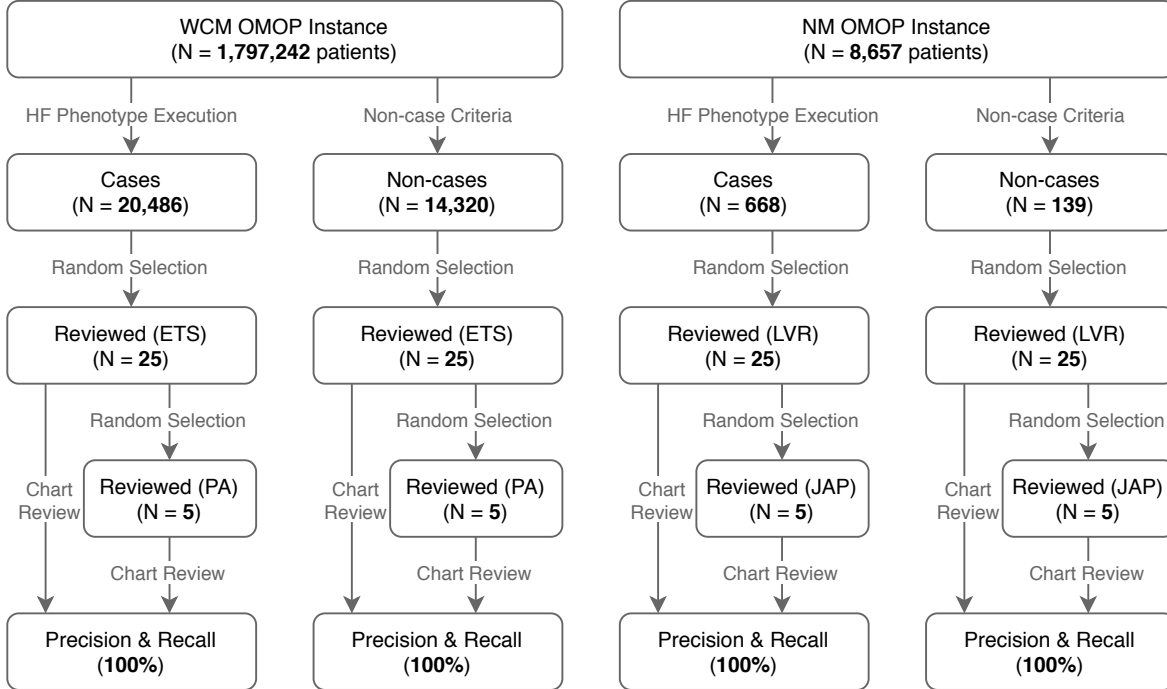 WCM OMOP Instance
(N = 1,797,242 patients)
NM OMOP Instance
(N = 8,657 patients)
HF Phenotype Execution
Non-case Criteria
HF Phenotype Execution
Non-case Criteria
Cases
(N = 20,486)
Non-cases
(N = 14,320)
Cases
(N = 668)
Non-cases
(N = 139)
Random Selection
Random Selection
Random Selection
Random Selection
Reviewed (ETS)
(N = 25)
Reviewed (ETS)
(N = 25)
Reviewed (LVR)
(N = 25)
Reviewed (LVR)
(N = 25)
Random Selection
Random Selection
Random Selection
Random Selection
Chart
Review
Reviewed (PA)
(N = 5)
Chart
Review
Reviewed (PA)
(N = 5)
Chart
Review
Reviewed (JAP)
(N = 5)
Chart
Review
Reviewed (JAP)
(N = 5)
Chart Review
Chart Review
Chart Review
Chart Review
Precision & Recall
(100%)
Precision & Recall
(100%)
Precision & Recall
(100%)
Precision & Recall
(100%)